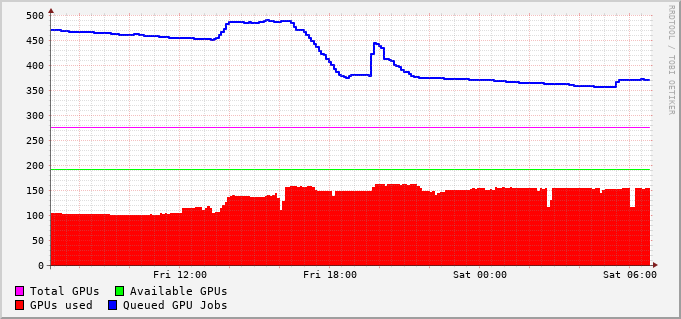 500
450
400
350
300
250
200
150
100
50
0
Fri 12:00 Fri 18:00 Sat 00:00 Sat 06:00
Total GPUs Available GPUs
GPUs used Queued GPU Jobs
RRDTOOL / TOBI OETIKER